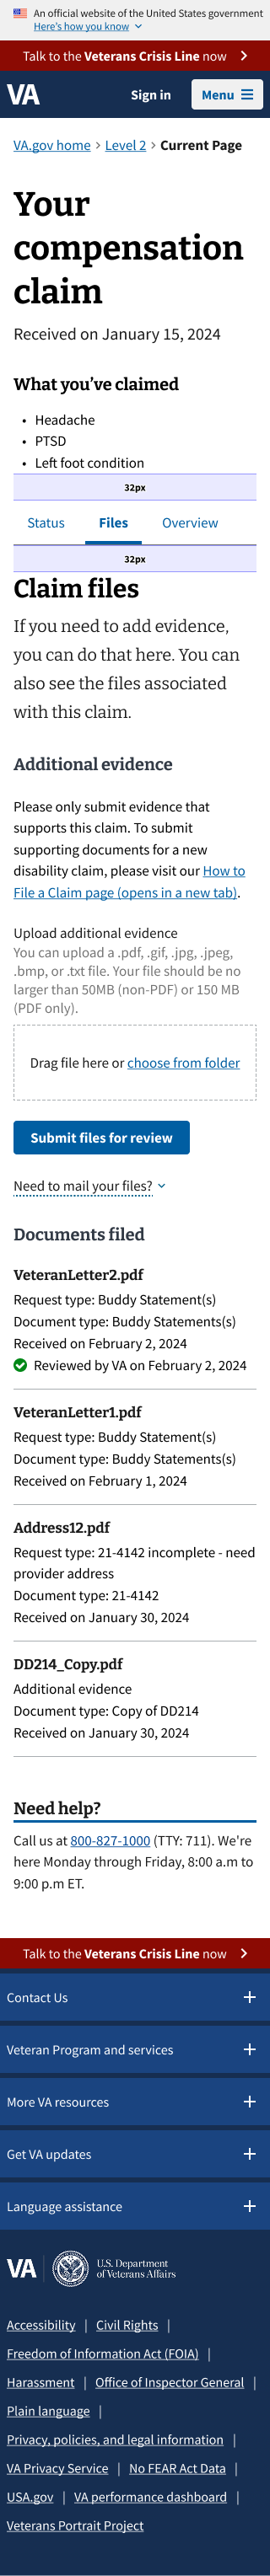 An official website of the United States government
Here's how you know
Talk to the Veterans Crisis Line now
VA
Sign in
Menu
VA.gov home
Level 2
Current Page
Your
compensation
claim
Received on January 15, 2024
What you've claimed
• Headache
• PTSD
• Left foot condition
32px
Status
Files
Overview
32px
Claim files
If you need to add evidence,
you can do that here. You can
also see the files associated
with this claim.
Additional evidence
Please only submit evidence that
supports this claim. To submit
supporting documents for a new
disability claim, please visit our How to
File a Claim page (opens in a new tab).
Upload additional evidence
You can upload a .pdf, .gif, .jpg, .jpeg,
.bmp, or .txt file. Your file should be no
larger than 50MB (non-PDF) or 150 MB
(PDF only).
Drag file here or choose from folder
Submit files for review
Need to mail your files?
Documents filed
VeteranLetter2.pdf
Request type: Buddy Statement(s)
Document type: Buddy Statements(s)
Received on February 2, 2024
Reviewed by VA on February 2, 2024
VeteranLetter1.pdf
Request type: Buddy Statement(s)
Document type: Buddy Statements(s)
Received on February 1, 2024
Address12.pdf
Request type: 21-4142 incomplete - need
provider address
Document type: 21-4142
Received on January 30, 2024
DD214_Copy.pdf
Additional evidence
Document type: Copy of DD214
Received on January 30, 2024
Need help?
Call us at 800-827-1000 (TTY: 711). We're
here Monday through Friday, 8:00 a.m to
9:00 p.m ET.
Talk to the Veterans Crisis Line now
Contact Us
Veteran Program and services
More VA resources
Get VA updates
Language assistance
VA
U.S. Department
of Veterans Affairs
Accessibility | Civil Rights |
Freedom of Information Act (FOIA) |
Harassment | Office of Inspector General |
Plain language |
Privacy, policies, and legal information |
VA Privacy Service | No FEAR Act Data |
USA.gov | VA performance dashboard |
Veterans Portrait Project